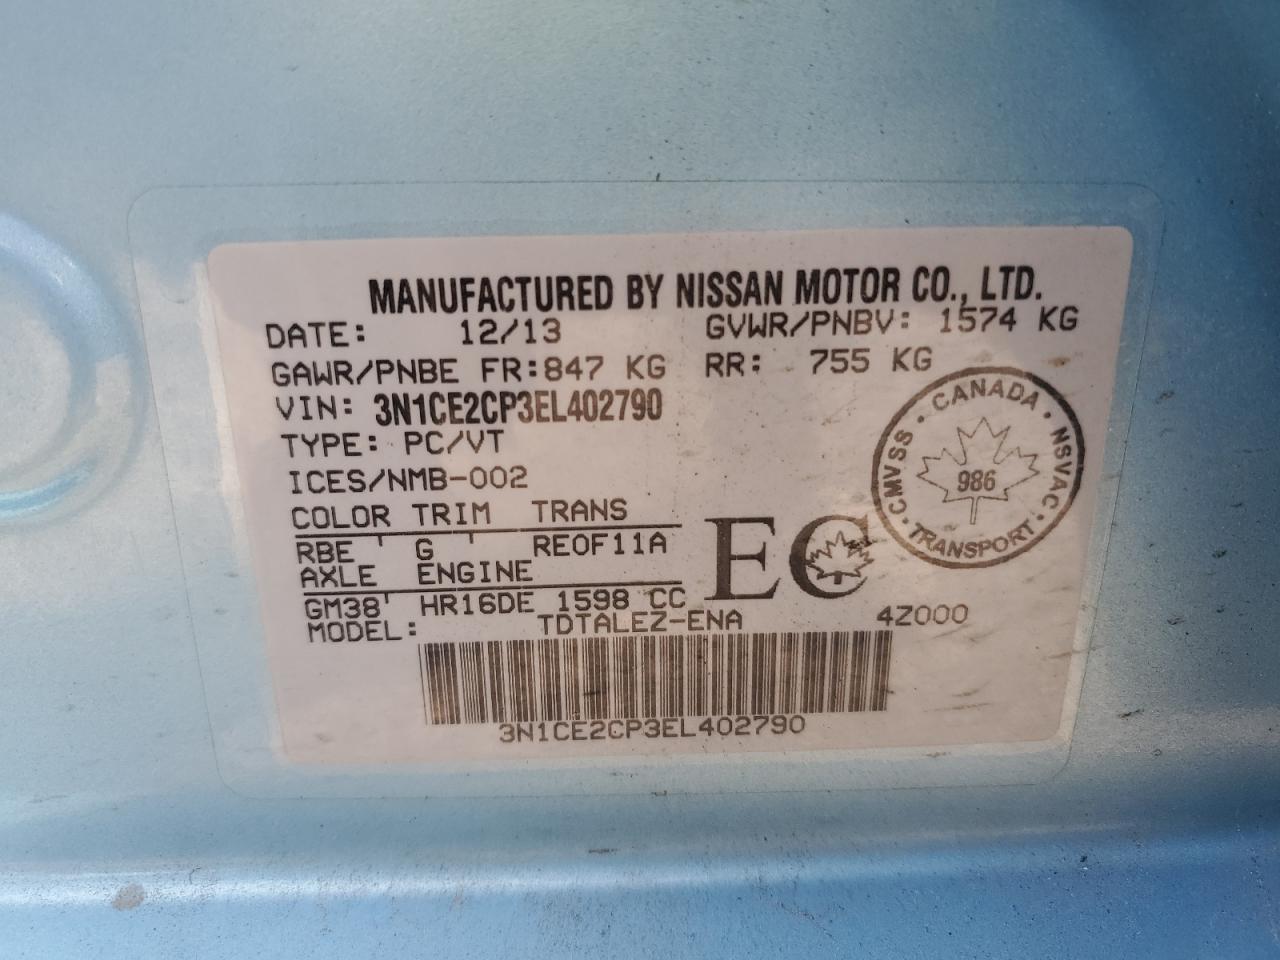 MANUFACTURED BY NISSAN MOTOR CO., LTD.
DATE: 12/13 GVWR/PNBV: 1574 KG
GAWR/PNBE FR:847 KG RR: 755 KG
VIN: 3N1CE2CP3EL402790
TYPE: PC/VT
ICES/NMB-002
COLOR TRIM TRANS
RBE G RE0F11A
AXLE ENGINE
GM38 HR16DE 1598 CC
MODEL: TDTALEZ-ENA 4Z000
EC
CANADA · NSVAC · TRANSPORT · CMVSS ·
986
3N1CE2CP3EL402790